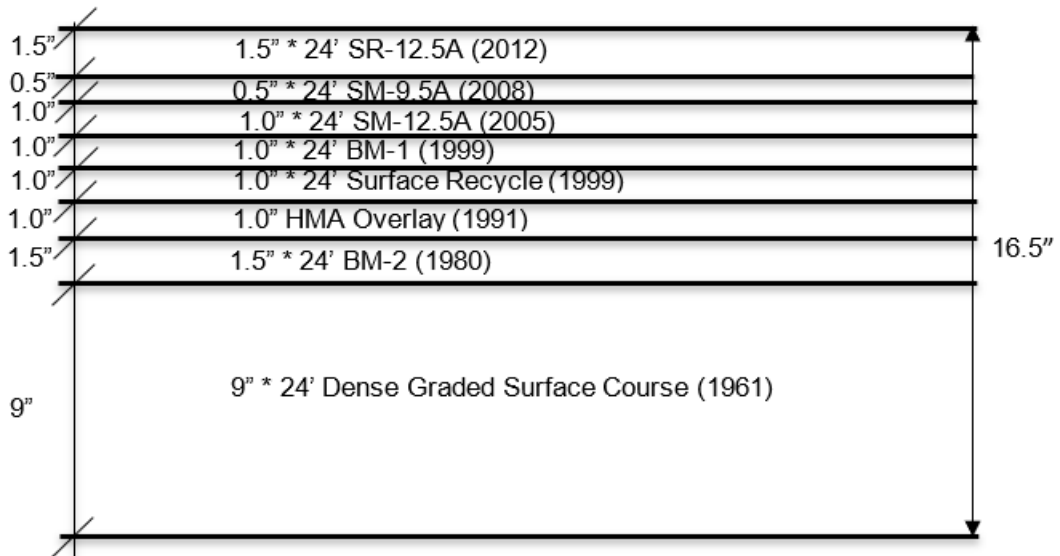 1.5” 1.5” * 24’ SR-12.5A (2012)
0.5” 0.5” * 24’ SM-9.5A (2008)
1.0” 1.0” * 24’ SM-12.5A (2005)
1.0” 1.0” * 24’ BM-1 (1999)
1.0” 1.0” * 24’ Surface Recycle (1999)
1.0” 1.0” HMA Overlay (1991)
1.5” 1.5” * 24’ BM-2 (1980)
16.5”
9” 9” * 24’ Dense Graded Surface Course (1961)